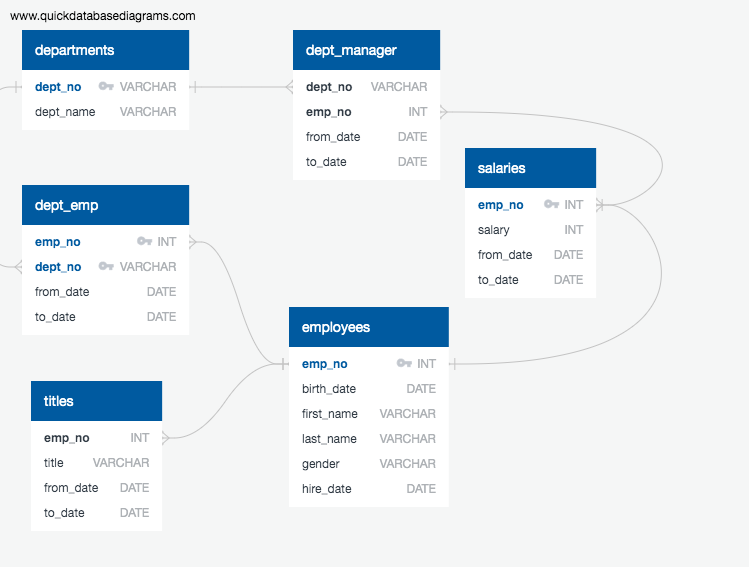 www.quickdatabasediagrams.com
departments
dept_no VARCHAR
dept_name VARCHAR
dept_manager
dept_no VARCHAR
emp_no INT
from_date DATE
to_date DATE
salaries
emp_no INT
salary INT
from_date DATE
to_date DATE
dept_emp
emp_no INT
dept_no VARCHAR
from_date DATE
to_date DATE
employees
emp_no INT
birth_date DATE
first_name VARCHAR
last_name VARCHAR
gender VARCHAR
hire_date DATE
titles
emp_no INT
title VARCHAR
from_date DATE
to_date DATE